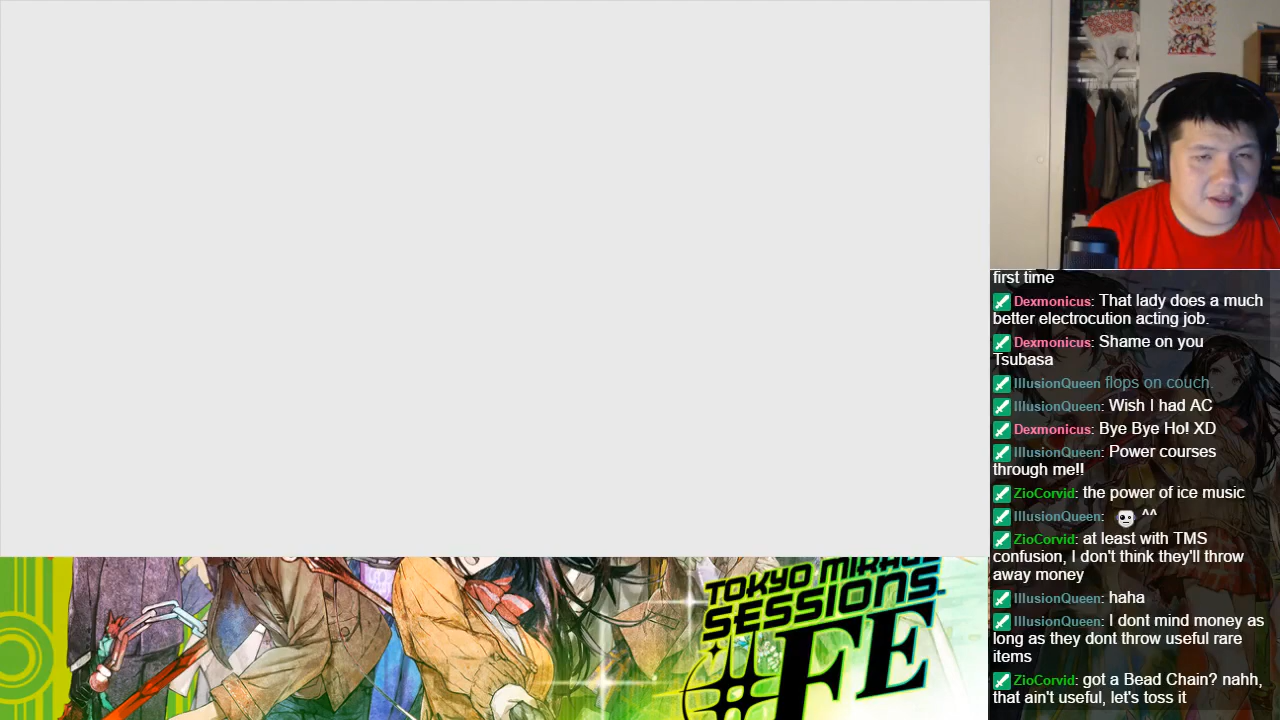 first time
Dexmonicus: That lady does a much
better electrocution acting job.
Dexmonicus: Shame on you
Tsubasa
IllusionQueen flops on couch.
IllusionQueen: Wish I had AC
Dexmonicus: Bye Bye Ho! XD
IllusionQueen: Power courses
through me!!
ZioCorvid: the power of ice music
IllusionQueen: ^^
ZioCorvid: at least with TMS
confusion, I don't think they'll throw
away money
IllusionQueen: haha
IllusionQueen: I dont mind money as
long as they dont throw useful rare
items
ZioCorvid: got a Bead Chain? nahh,
that ain't useful, let's toss it
TOKYO MIRAGE
SESSIONS
#FE